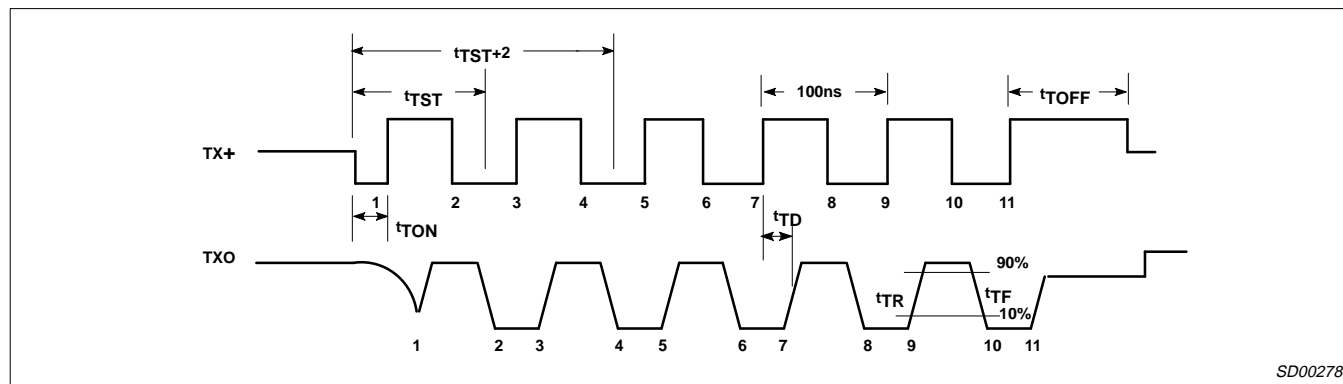 tTST+2
tTST
100ns
tTOFF
TX+
1 2 3 4 5 6 7 8 9 10 11
tTON
tTD
TXO
90%
tTR
tTF
10%
1 2 3 4 5 6 7 8 9 10 11
SD00278